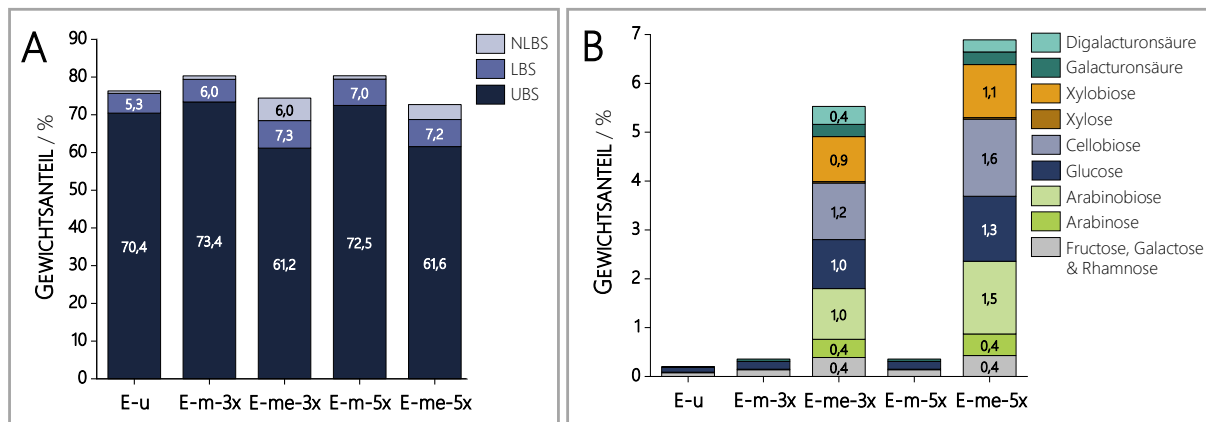 A
GEWICHTSANTEIL / %
90
80
70
60
50
40
30
20
10
0
5,3
70,4
6,0
73,4
6,0
7,3
61,2
7,0
72,5
7,2
61,6
E-u
E-m-3x
E-me-3x
E-m-5x
E-me-5x
NLBS
LBS
UBS
B
GEWICHTSANTEIL / %
7
6
5
4
3
2
1
0
0,4
0,9
1,2
1,0
1,0
0,4
0,4
1,1
1,6
1,3
1,5
0,4
0,4
E-u
E-m-3x
E-me-3x
E-m-5x
E-me-5x
Digalacturonsäure
Galacturonsäure
Xylobiose
Xylose
Cellobiose
Glucose
Arabinobiose
Arabinose
Fructose, Galactose
& Rhamnose